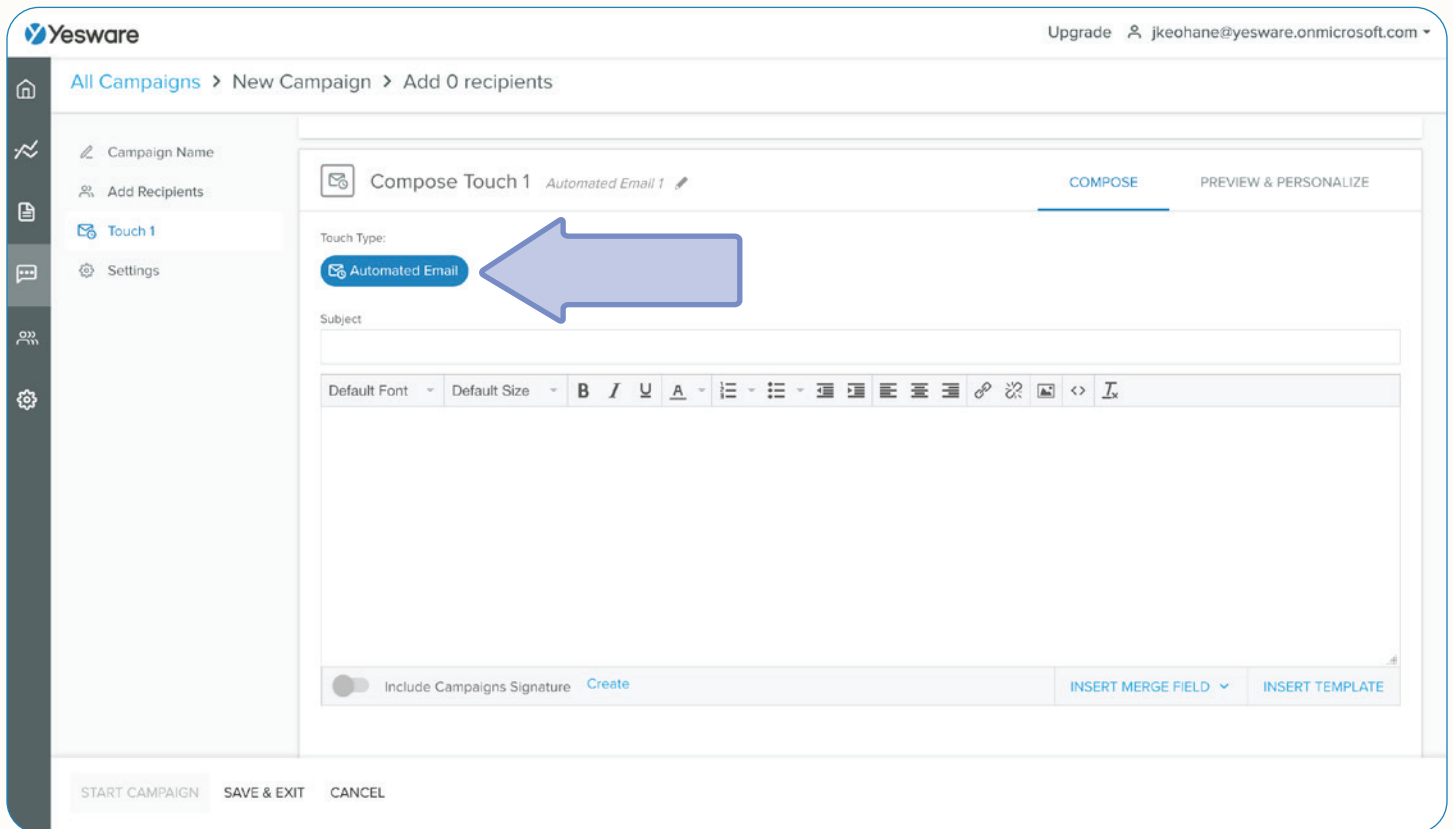 Yesware
Upgrade jkeohane@yesware.onmicrosoft.com
All Campaigns > New Campaign > Add 0 recipients
Campaign Name
Add Recipients
Touch 1
Settings
Compose Touch 1 Automated Email 1
COMPOSE PREVIEW & PERSONALIZE
Touch Type:
Automated Email
Subject
Default Font Default Size B I U A
Include Campaigns Signature Create
INSERT MERGE FIELD INSERT TEMPLATE
START CAMPAIGN SAVE & EXIT CANCEL